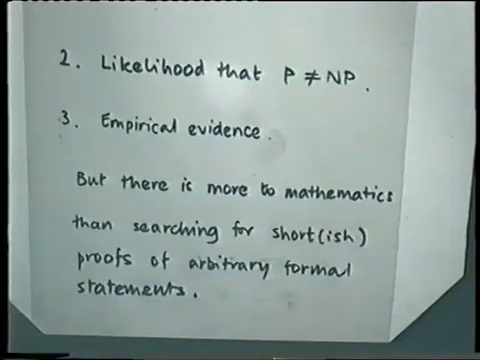 2. Likelihood that P ≠ NP.
3. Empirical evidence.
But there is more to mathematics
than searching for short(ish)
proofs of arbitrary formal
statements.